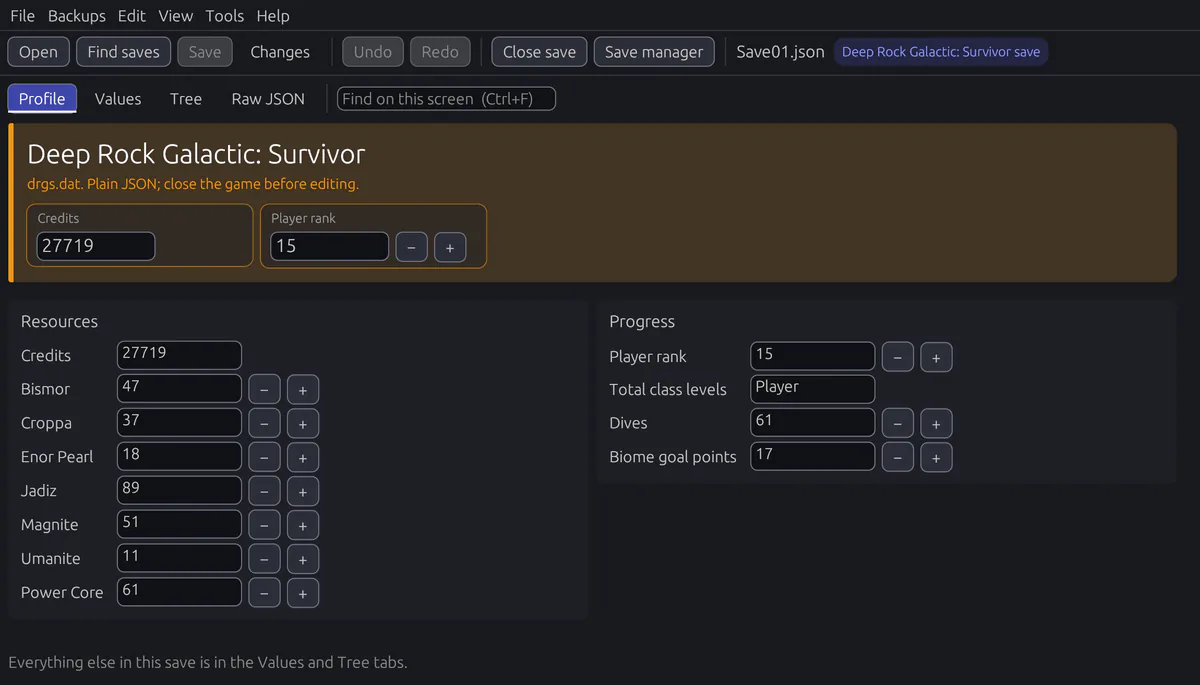 File Backups Edit View Tools Help
Open Find saves Save Changes Undo Redo Close save Save manager Save01.json Deep Rock Galactic: Survivor save
Profile Values Tree Raw JSON Find on this screen (Ctrl+F)
Deep Rock Galactic: Survivor
drgs.dat. Plain JSON; close the game before editing.
Credits Player rank
27719 15 − +
Resources
Credits 27719
Bismor 47 − +
Croppa 37 − +
Enor Pearl 18 − +
Jadiz 89 − +
Magnite 51 − +
Umanite 11 − +
Power Core 61 − +
Progress
Player rank 15 − +
Total class levels Player
Dives 61 − +
Biome goal points 17 − +
Everything else in this save is in the Values and Tree tabs.